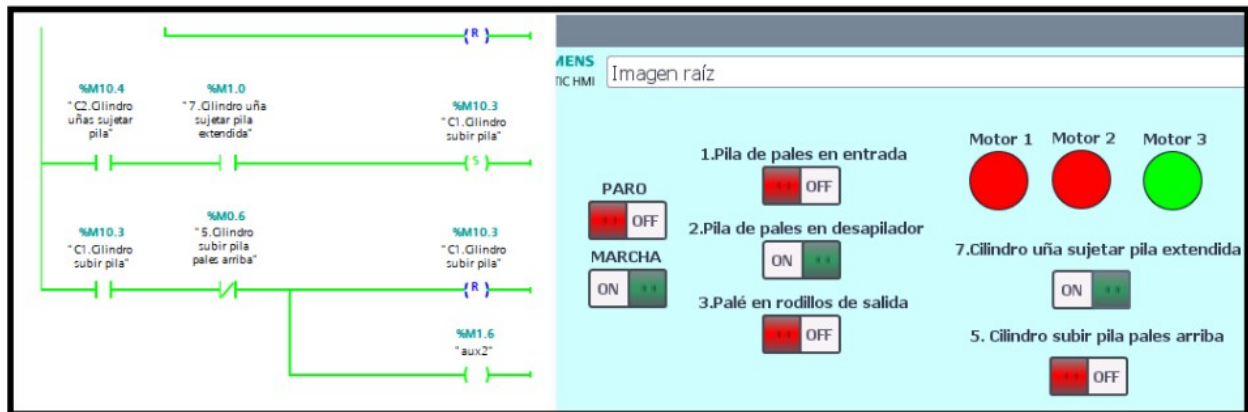 ( R )
%M10.4
"C2.Cilindro
uñas sujetar
pila"
%M1.0
"7.Cilindro uña
sujetar pila
extendida"
%M10.3
"C1.Cilindro
subir pila"
( S )
%M10.3
"C1.Cilindro
subir pila"
%M0.6
"5.Cilindro
subir pila
pales arriba"
%M10.3
"C1.Cilindro
subir pila"
( R )
%M1.6
"aux2"
MENS
TIC HMI
Imagen raíz
PARO
OFF
MARCHA
ON
1.Pila de pales en entrada
OFF
2.Pila de pales en desapilador
ON
3.Palé en rodillos de salida
OFF
Motor 1 Motor 2 Motor 3
7.Cilindro uña sujetar pila extendida
ON
5. Cilindro subir pila pales arriba
OFF